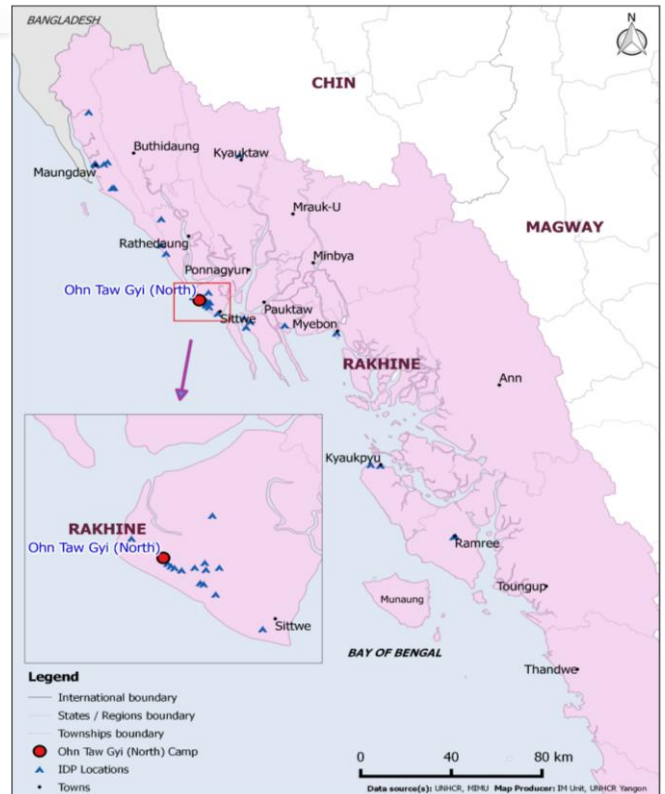 BANGLADESH
N
CHIN
Buthidaung
Kyauktaw
Maungdaw
Mrauk-U
MAGWAY
Rathedaung
Ponnagyun
Minbya
Ohn Taw Gyi (North)
Pauktaw
Sittwe
Myebon
RAKHINE
Ann
Kyaukpyu
RAKHINE
Ohn Taw Gyi (North)
Ramree
Toungup
Munaung
Sittwe
BAY OF BENGAL
Thandwe
Legend
International boundary
States / Regions boundary
Townships boundary
Ohn Taw Gyi (North) Camp
IDP Locations
Towns
0 40 80 km
Data source(s): UNHCR, MIMU Map Producer: IM Unit, UNHCR Yangon